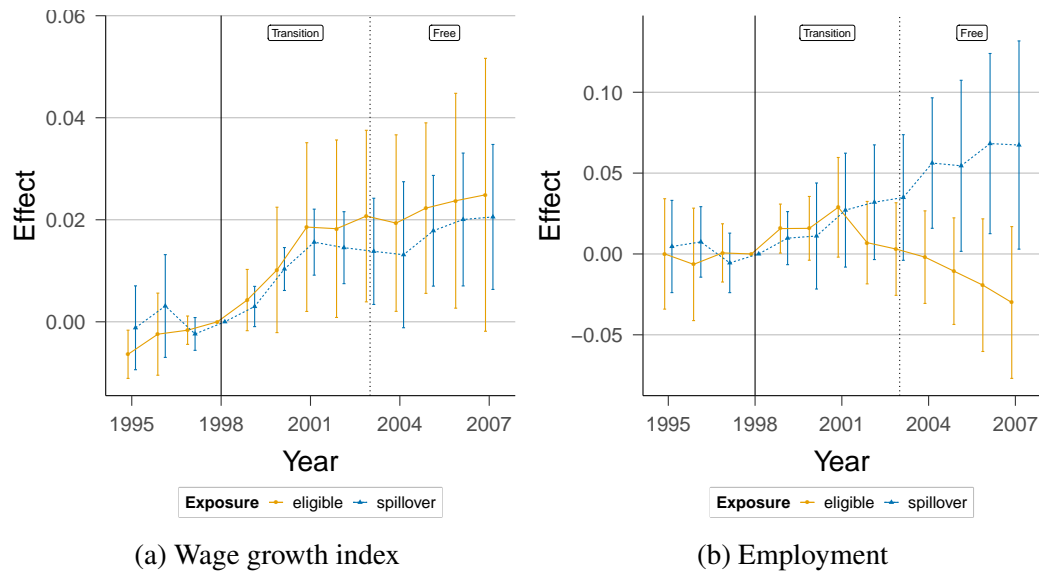 0.06
0.04
0.02
0.00
Effect
Transition
Free
1995
1998
2001
2004
2007
Year
Exposure eligible spillover
(a) Wage growth index
0.10
0.05
0.00
−0.05
Effect
Transition
Free
1995
1998
2001
2004
2007
Year
Exposure eligible spillover
(b) Employment